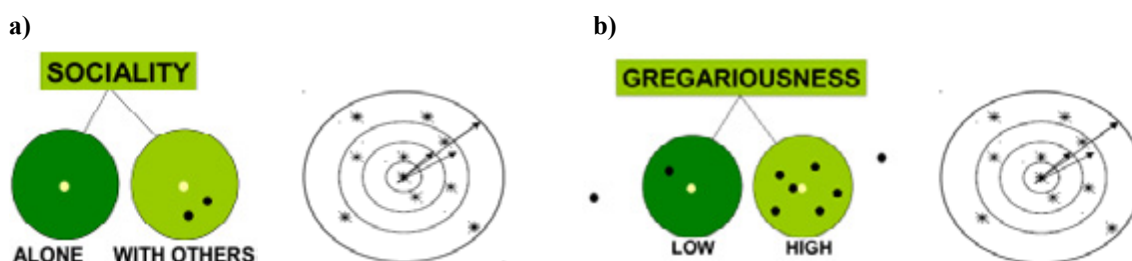 a)
SOCIALITY
ALONE
WITH OTHERS
b)
GREGARIOUSNESS
LOW
HIGH